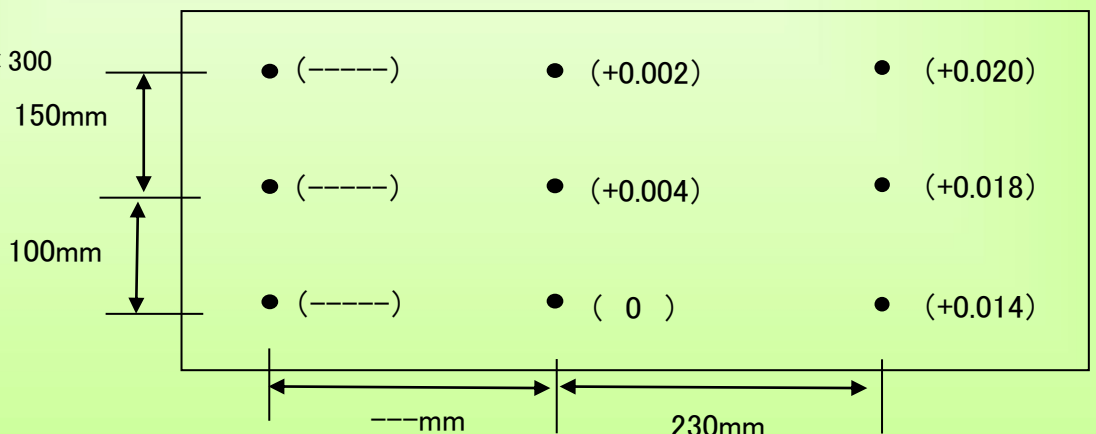 300
(-----) (+0.002) (+0.020)
150mm
(-----) (+0.004) (+0.018)
100mm
(-----) ( 0 ) (+0.014)
---mm 230mm